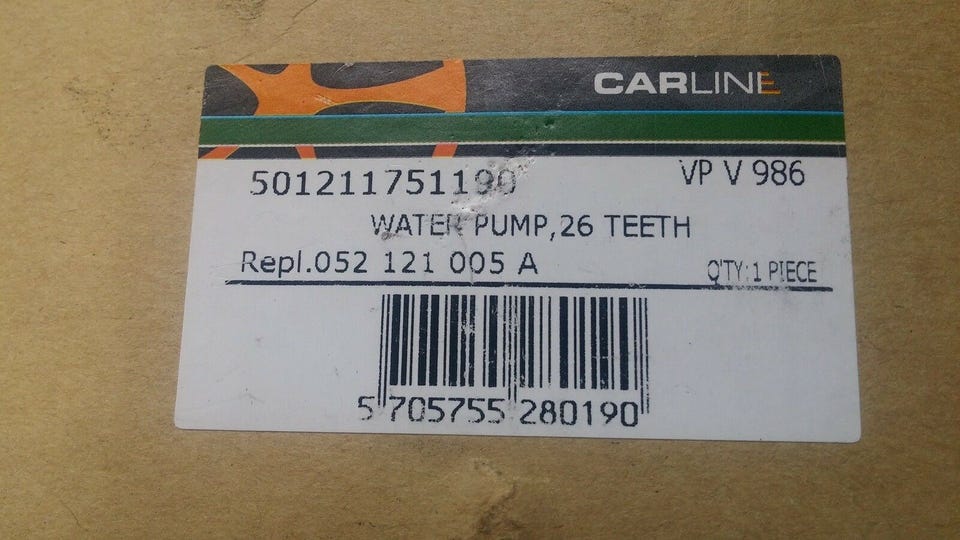 CARLINE
501211751190
VP V 986
WATER PUMP,26 TEETH
Repl.052 121 005 A
Q'TY:1 PIECE
5 705755 280190